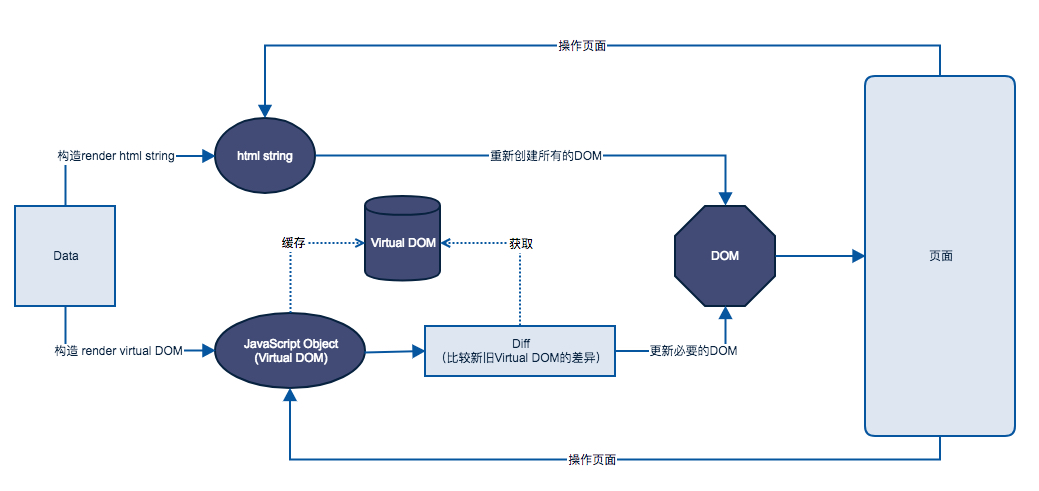 操作页面
构造render html string
html string
重新创建所有的DOM
缓存
Virtual DOM
获取
Data
DOM
页面
构造 render virtual DOM
JavaScript Object
(Virtual DOM)
Diff
（比较新旧Virtual DOM的差异）
更新必要的DOM
操作页面